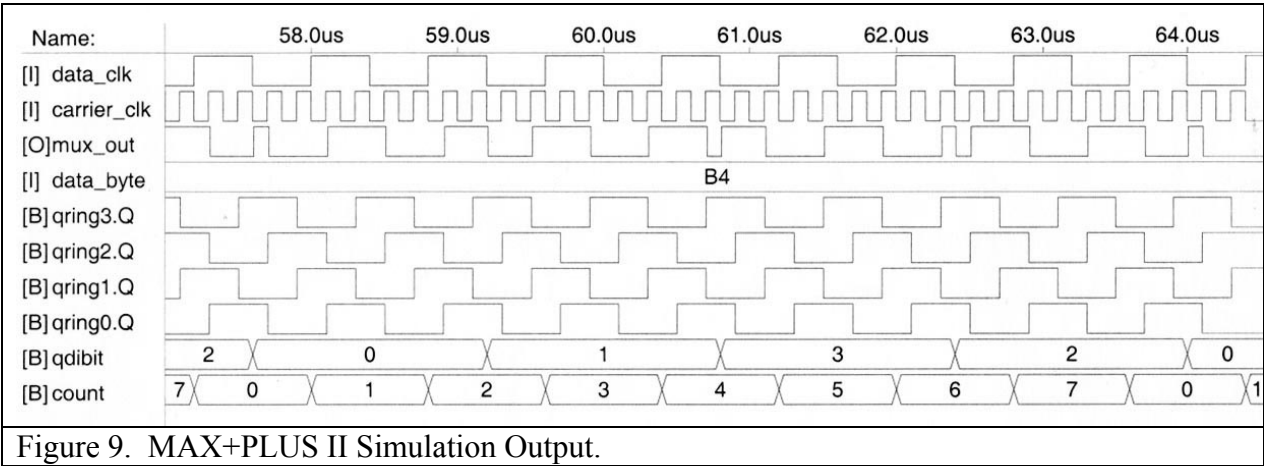 Name: 58.0us 59.0us 60.0us 61.0us 62.0us 63.0us 64.0us
[I] data_clk
[I] carrier_clk
[O]mux_out
[I] data_byte B4
[B]qring3.Q
[B]qring2.Q
[B]qring1.Q
[B]qring0.Q
[B]qdibit 2 0 1 3 2 0
[B]count 7 0 1 2 3 4 5 6 7 0 1
Figure 9. MAX+PLUS II Simulation Output.